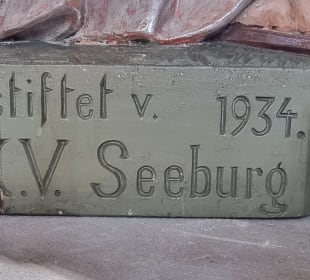 stiftet v. 1934.
K.V. Seeburg